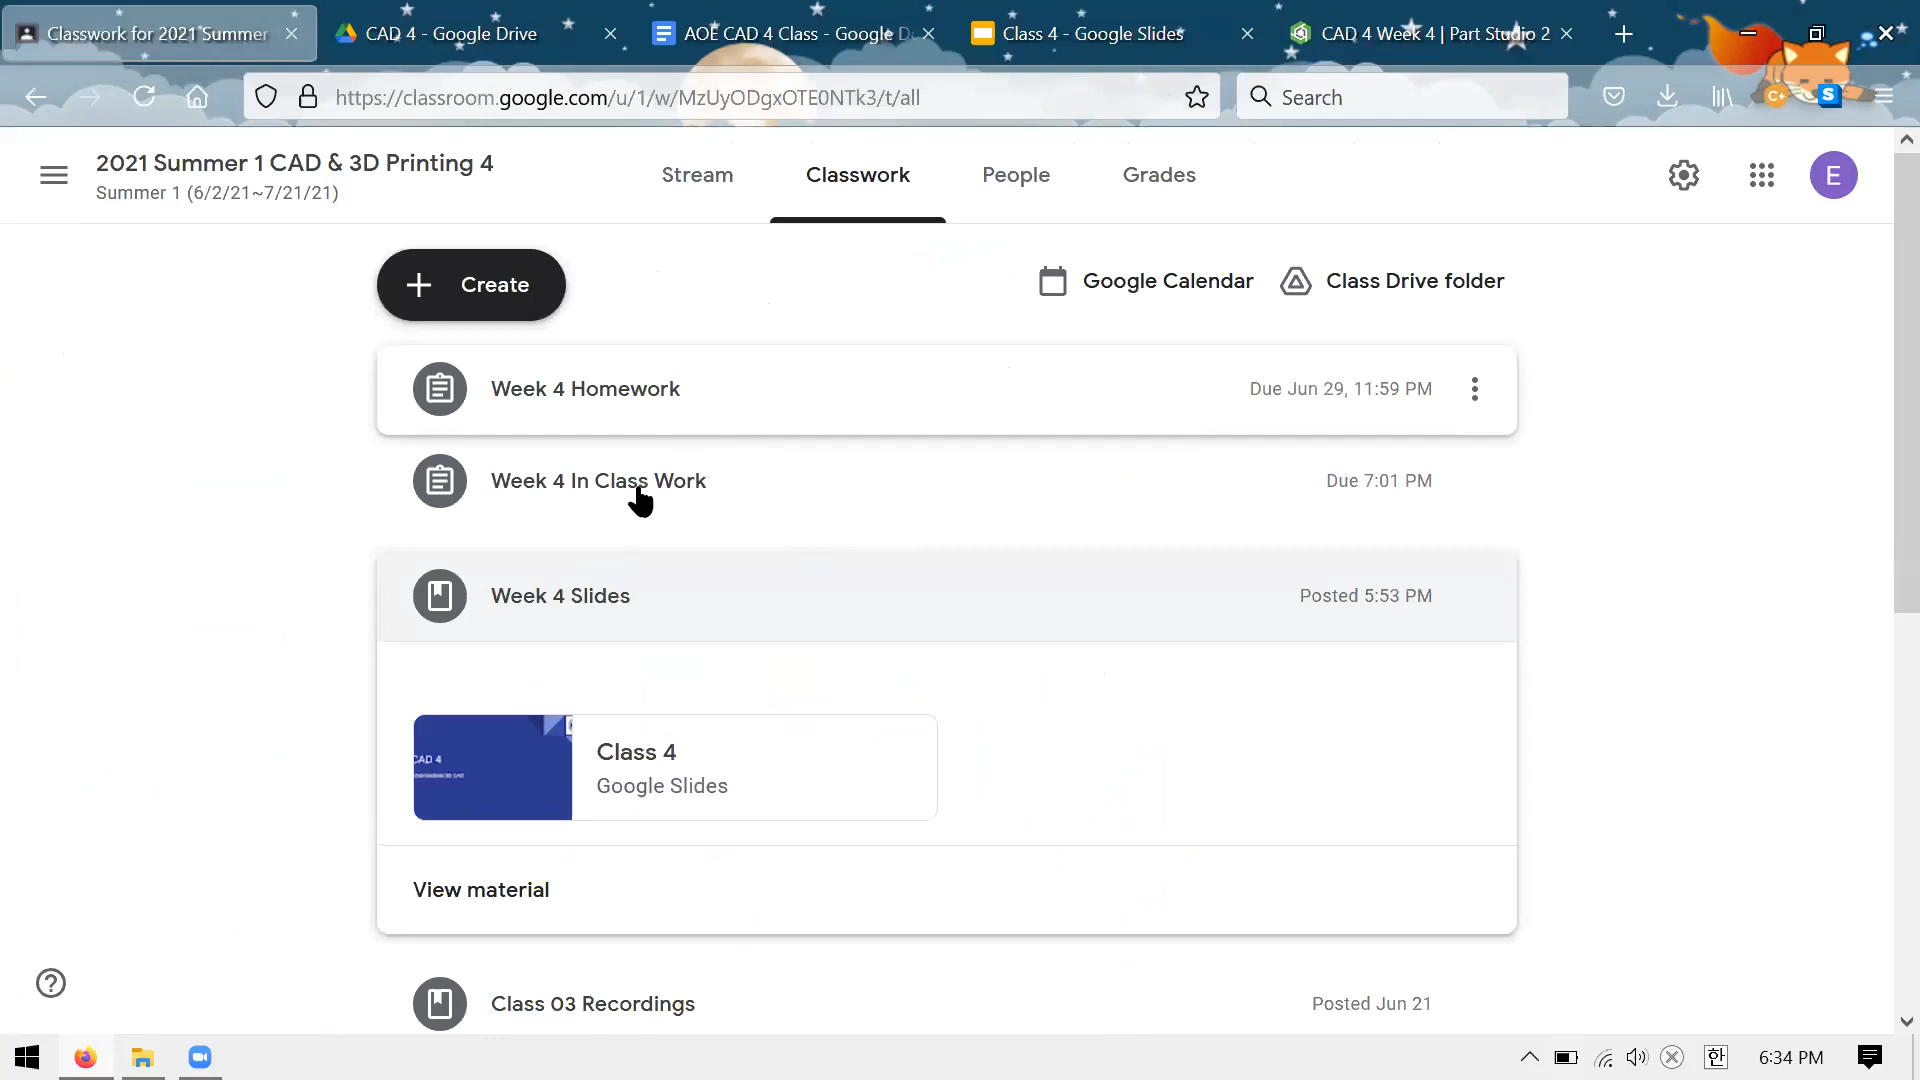 Classwork for 2021 Summer
CAD 4 - Google Drive
AOE CAD 4 Class - Google D
Class 4 - Google Slides
CAD 4 Week 4 | Part Studio 2
https://classroom.google.com/u/1/w/MzUyODgxOTE0NTk3/t/all
Search
C+
S
2021 Summer 1 CAD & 3D Printing 4
Summer 1 (6/2/21~7/21/21)
Stream
Classwork
People
Grades
E
Create
Google Calendar
Class Drive folder
Week 4 Homework
Due Jun 29, 11:59 PM
Week 4 In Class Work
Due 7:01 PM
Week 4 Slides
Posted 5:53 PM
CAD 4
Class 4
Google Slides
View material
Class 03 Recordings
Posted Jun 21
한
6:34 PM